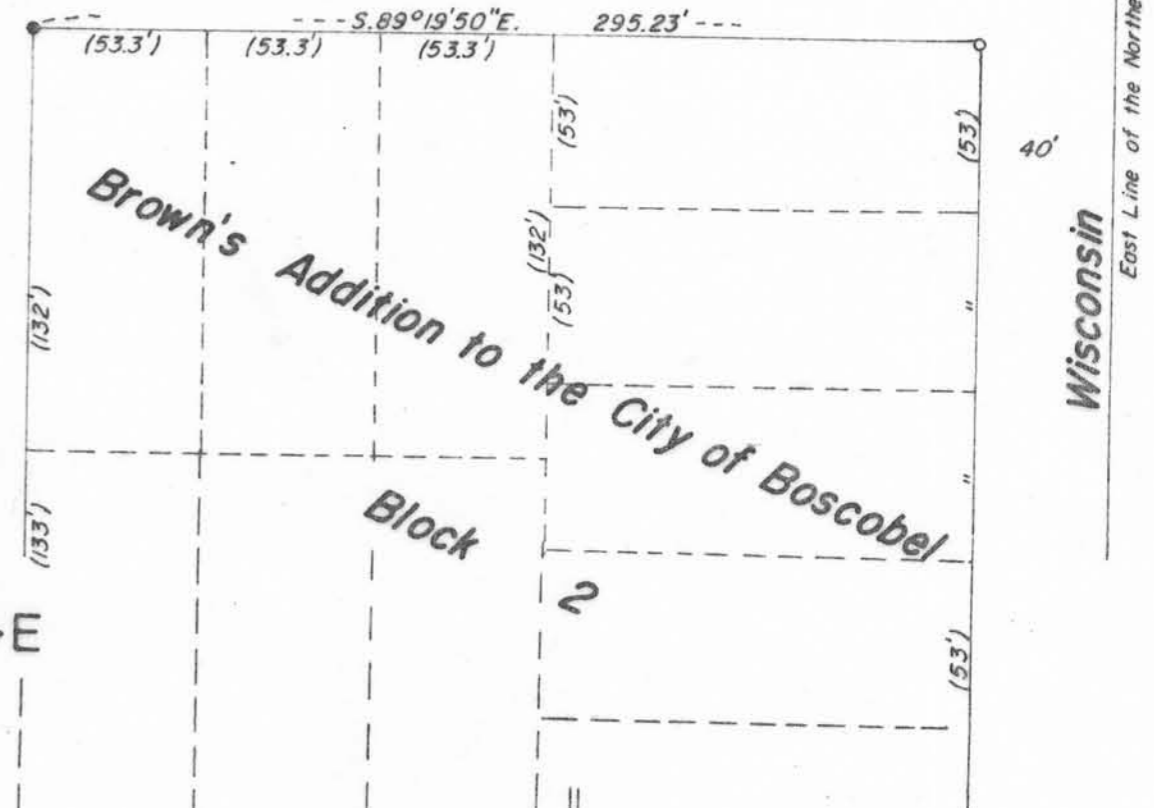 S.89°19'50"E. 295.23'
(53.3') (53.3') (53.3')
(53') (53')
40'
East Line of the Northe
Brown's Addition to the City of Boscobel
(132')
(132')
(53')
"
Wisconsin
"
(133')
Block 2
E
(53')